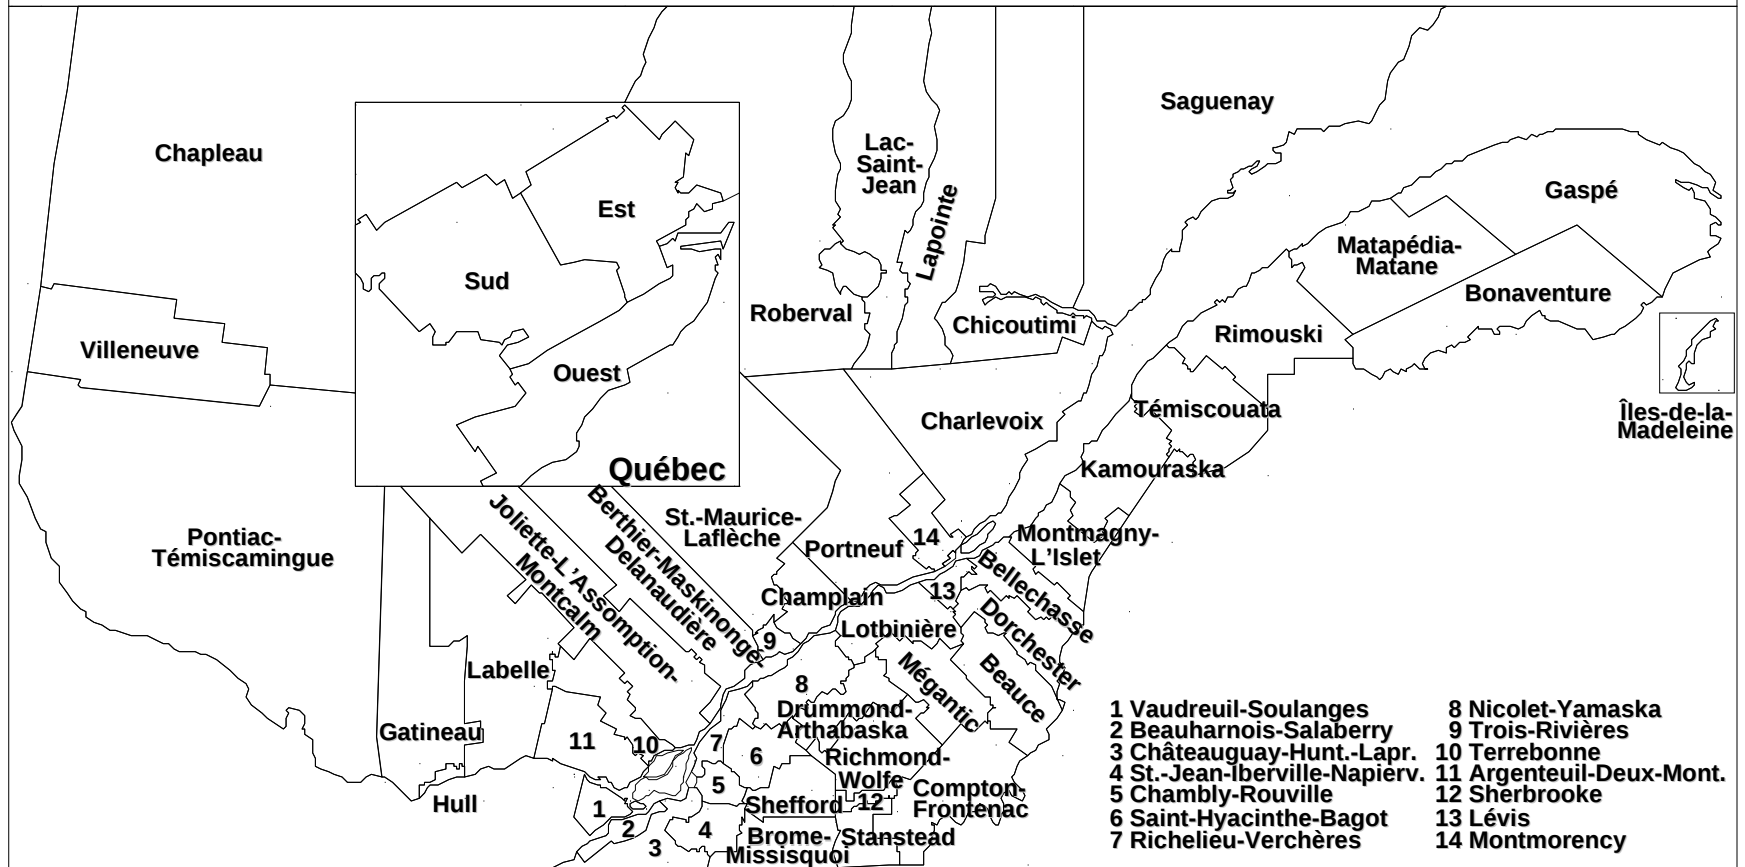 Saguenay
Chapleau
Lac-
Saint-
Jean
Lapointe
Gaspé
Est
Matapédia-
Matane
Sud
Bonaventure
Roberval
Chicoutimi
Rimouski
Villeneuve
Ouest
Charlevoix
Témiscouata
Îles-de-la-
Madeleine
Québec
Kamouraska
St.-Maurice-
Laflèche
Pontiac-
Témiscamingue
Joliette-L'Assomption-
Montcalm
Berthier-Maskinongé-
Delanaudière
Portneuf
14
Montmagny-
L'Islet
Bellechasse
Champlain
13
Dorchester
Lotbinière
9
Labelle
Mégantic
Beauce
8
Drummond-
Arthabaska
Gatineau
11
10
7
6
Richmond-
Wolfe
5
Compton-
Frontenac
Hull
1
Shefford
12
2
4
Brome-
Missisquoi
Stanstead
3
1 Vaudreuil-Soulanges
2 Beauharnois-Salaberry
3 Châteauguay-Hunt.-Lapr.
4 St.-Jean-Iberville-Napierv.
5 Chambly-Rouville
6 Saint-Hyacinthe-Bagot
7 Richelieu-Verchères
8 Nicolet-Yamaska
9 Trois-Rivières
10 Terrebonne
11 Argenteuil-Deux-Mont.
12 Sherbrooke
13 Lévis
14 Montmorency